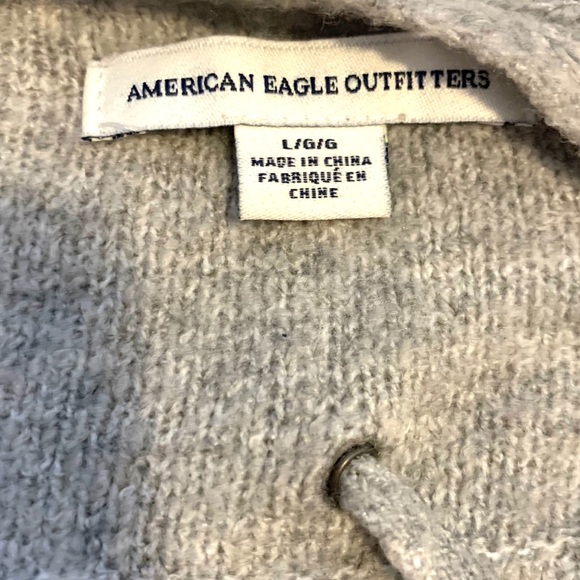 AMERICAN EAGLE OUTFITTERS
L/G/G
MADE IN CHINA
FABRIQUÉ EN
CHINE